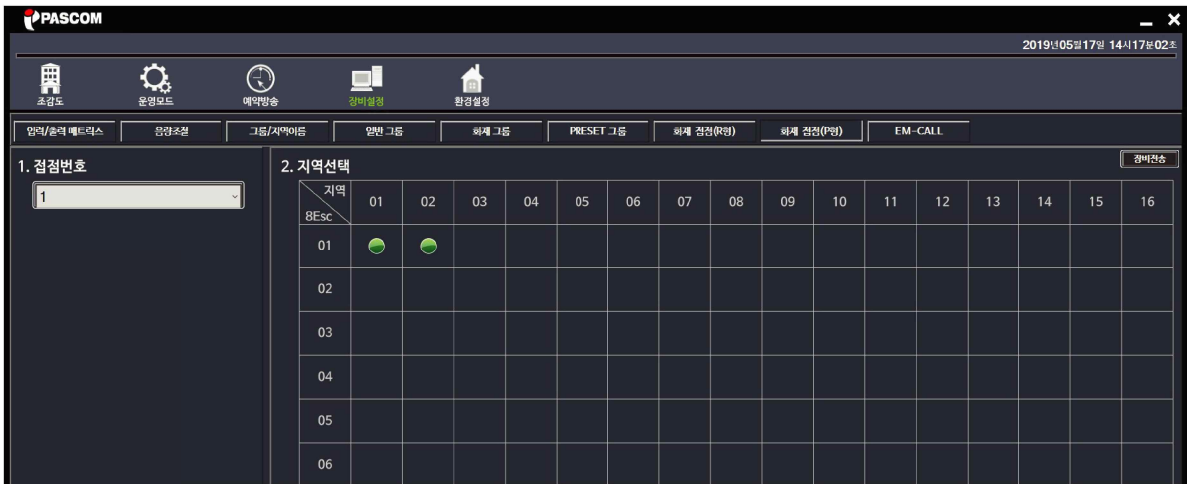 PASCOM
2019년05월17일 14시17분02초
조감도 운영모드 예약방송 장비설정 환경설정
입력/출력 매트릭스 음량조절 그룹/지역이름 일반 그룹 화재 그룹 PRESET 그룹 화재 접점(R형) 화재 접점(P형) EM-CALL
1. 접점번호
2. 지역선택
장비전송
1
지역
8Esc
01 02 03 04 05 06 07 08 09 10 11 12 13 14 15 16
01
02
03
04
05
06